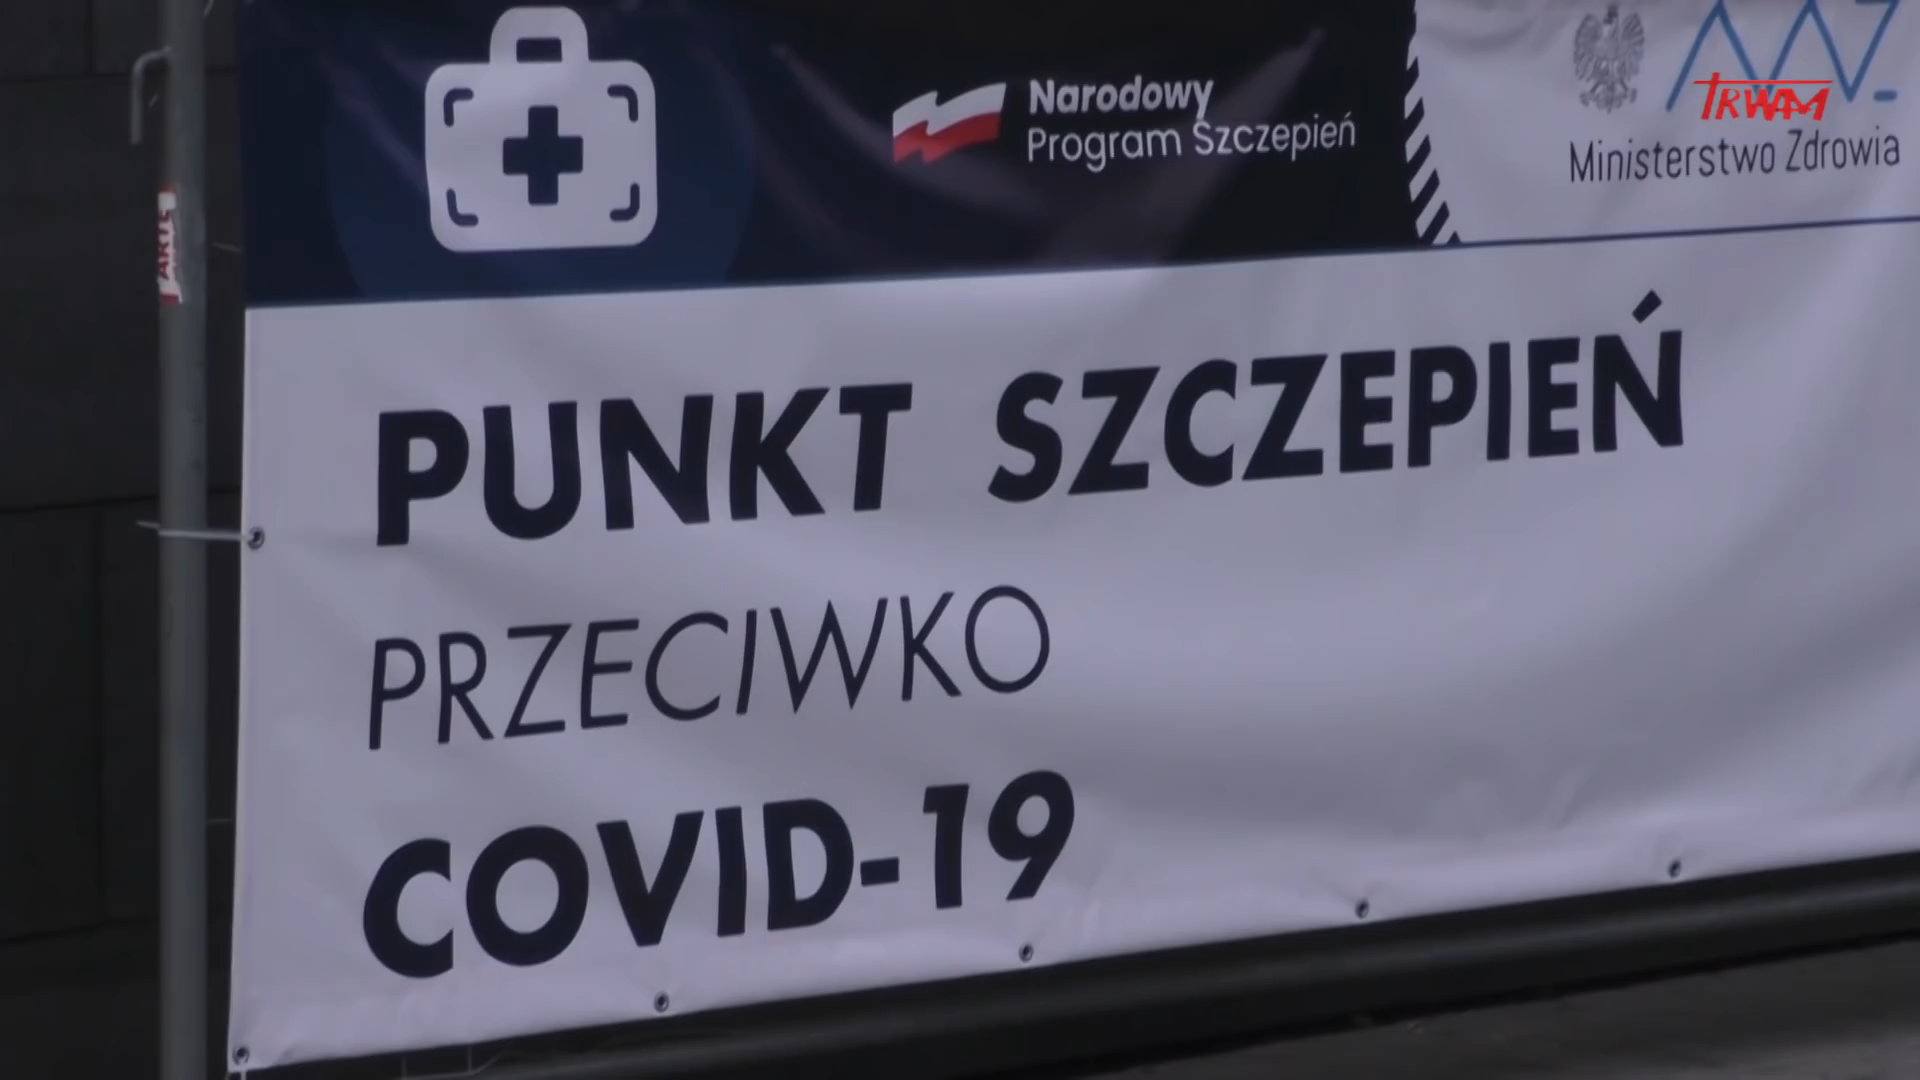 Narodowy
Program Szczepień
TRWAM
Ministerstwo Zdrowia
PUNKT SZCZEPIEŃ
PRZECIWKO
COVID-19